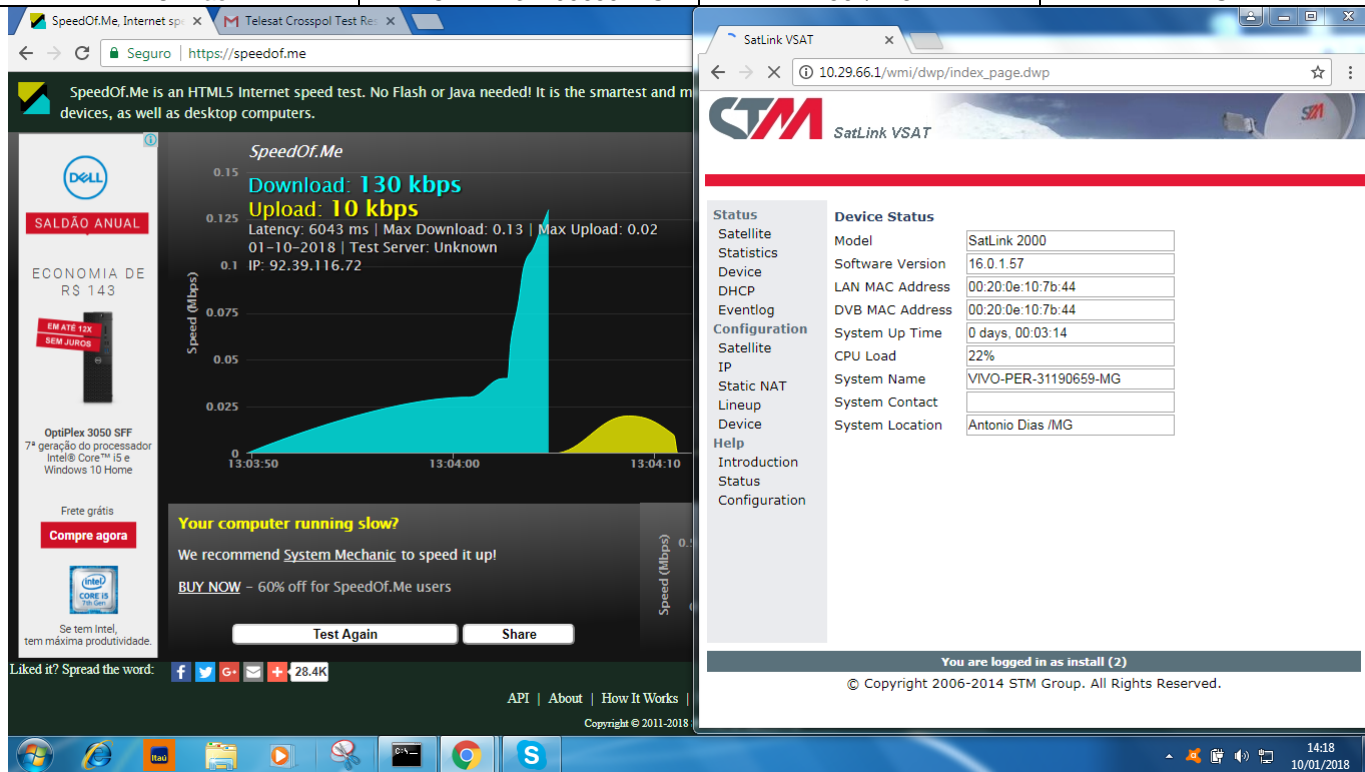 SpeedOf.Me, Internet spe
Telesat Crosspol Test Res
Seguro | https://speedof.me
SpeedOf.Me is an HTML5 Internet speed test. No Flash or Java needed! It is the smartest and m
devices, as well as desktop computers.
DELL
SALDÃO ANUAL
ECONOMIA DE
R$ 143
EM ATÉ 12X
SEM JUROS
OptiPlex 3050 SFF
7ª geração do processador
Intel® Core™ i5 e
Windows 10 Home
Frete grátis
Compre agora
intel
CORE i5
7th Gen
Se tem Intel,
tem máxima produtividade.
SpeedOf.Me
Download: 130 kbps
Upload: 10 kbps
Latency: 6043 ms | Max Download: 0.13 | Max Upload: 0.02
01-10-2018 | Test Server: Unknown
IP: 92.39.116.72
Speed (Mbps)
0.15
0.125
0.1
0.075
0.05
0.025
0
13:03:50 13:04:00 13:04:10
Your computer running slow?
We recommend System Mechanic to speed it up!
BUY NOW – 60% off for SpeedOf.Me users
Speed (Mbps)
Test Again Share
Liked it? Spread the word:
28.4K
API | About | How It Works |
Copyright © 2011-2018
SatLink VSAT
10.29.66.1/wmi/dwp/index_page.dwp
STM
SatLink VSAT
STM
Status
Satellite
Statistics
Device
DHCP
Eventlog
Configuration
Satellite
IP
Static NAT
Lineup
Device
Help
Introduction
Status
Configuration
Device Status
Model SatLink 2000
Software Version 16.0.1.57
LAN MAC Address 00:20:0e:10:7b:44
DVB MAC Address 00:20:0e:10:7b:44
System Up Time 0 days, 00:03:14
CPU Load 22%
System Name VIVO-PER-31190659-MG
System Contact
System Location Antonio Dias /MG
You are logged in as install (2)
© Copyright 2006-2014 STM Group. All Rights Reserved.
Itaú
14:18
10/01/2018